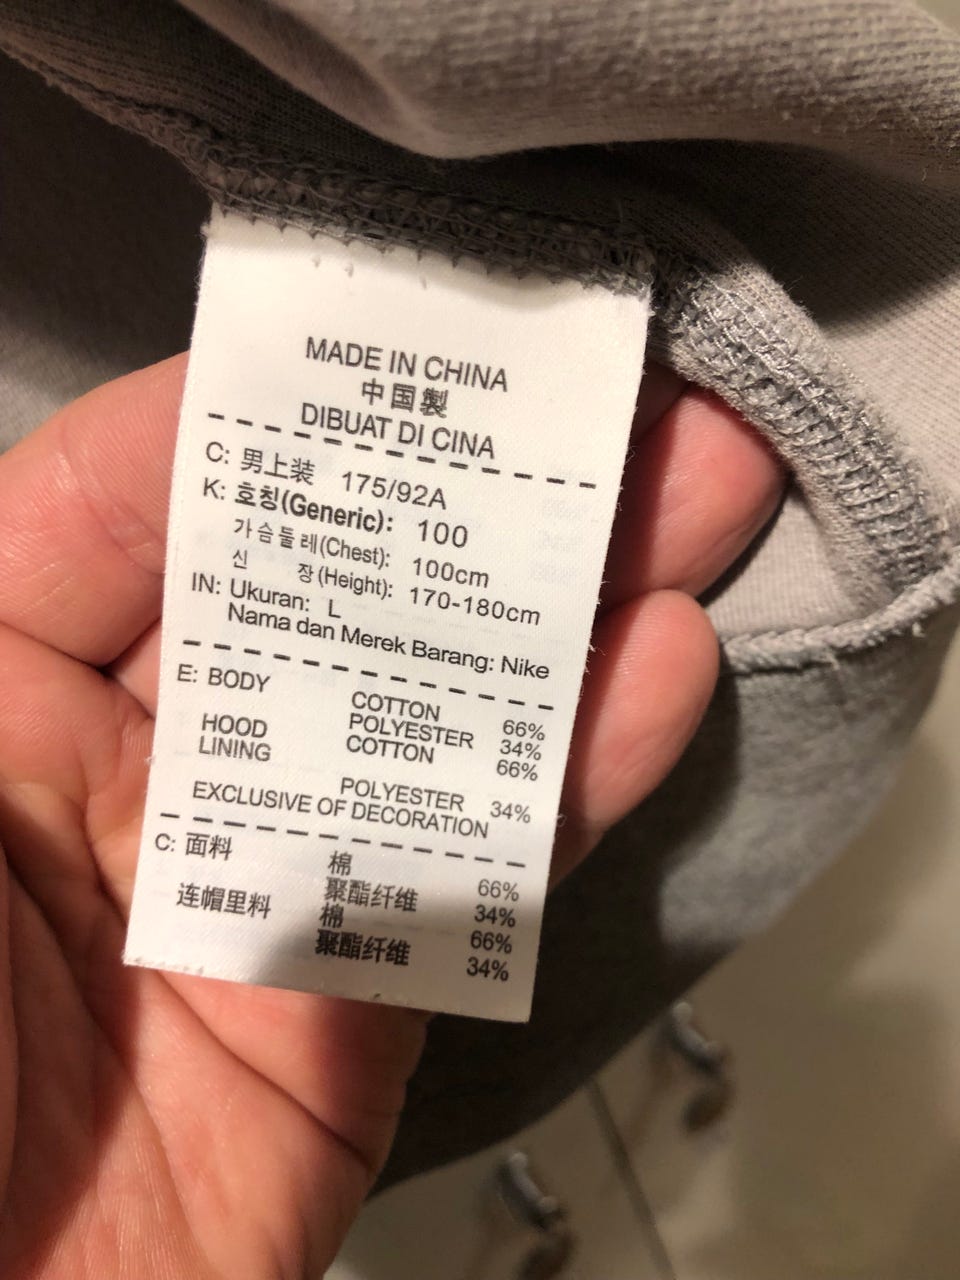 MADE IN CHINA
中国製
DIBUAT DI CINA
C: 男上装 175/92A
K: 호칭(Generic): 100
가슴둘레(Chest): 100cm
신 장(Height): 170-180cm
IN: Ukuran: L
Nama dan Merek Barang: Nike
E: BODY COTTON 66%
POLYESTER 34%
HOOD LINING COTTON 66%
POLYESTER 34%
EXCLUSIVE OF DECORATION
C: 面料 棉 66%
聚酯纤维 34%
连帽里料 棉 66%
聚酯纤维 34%